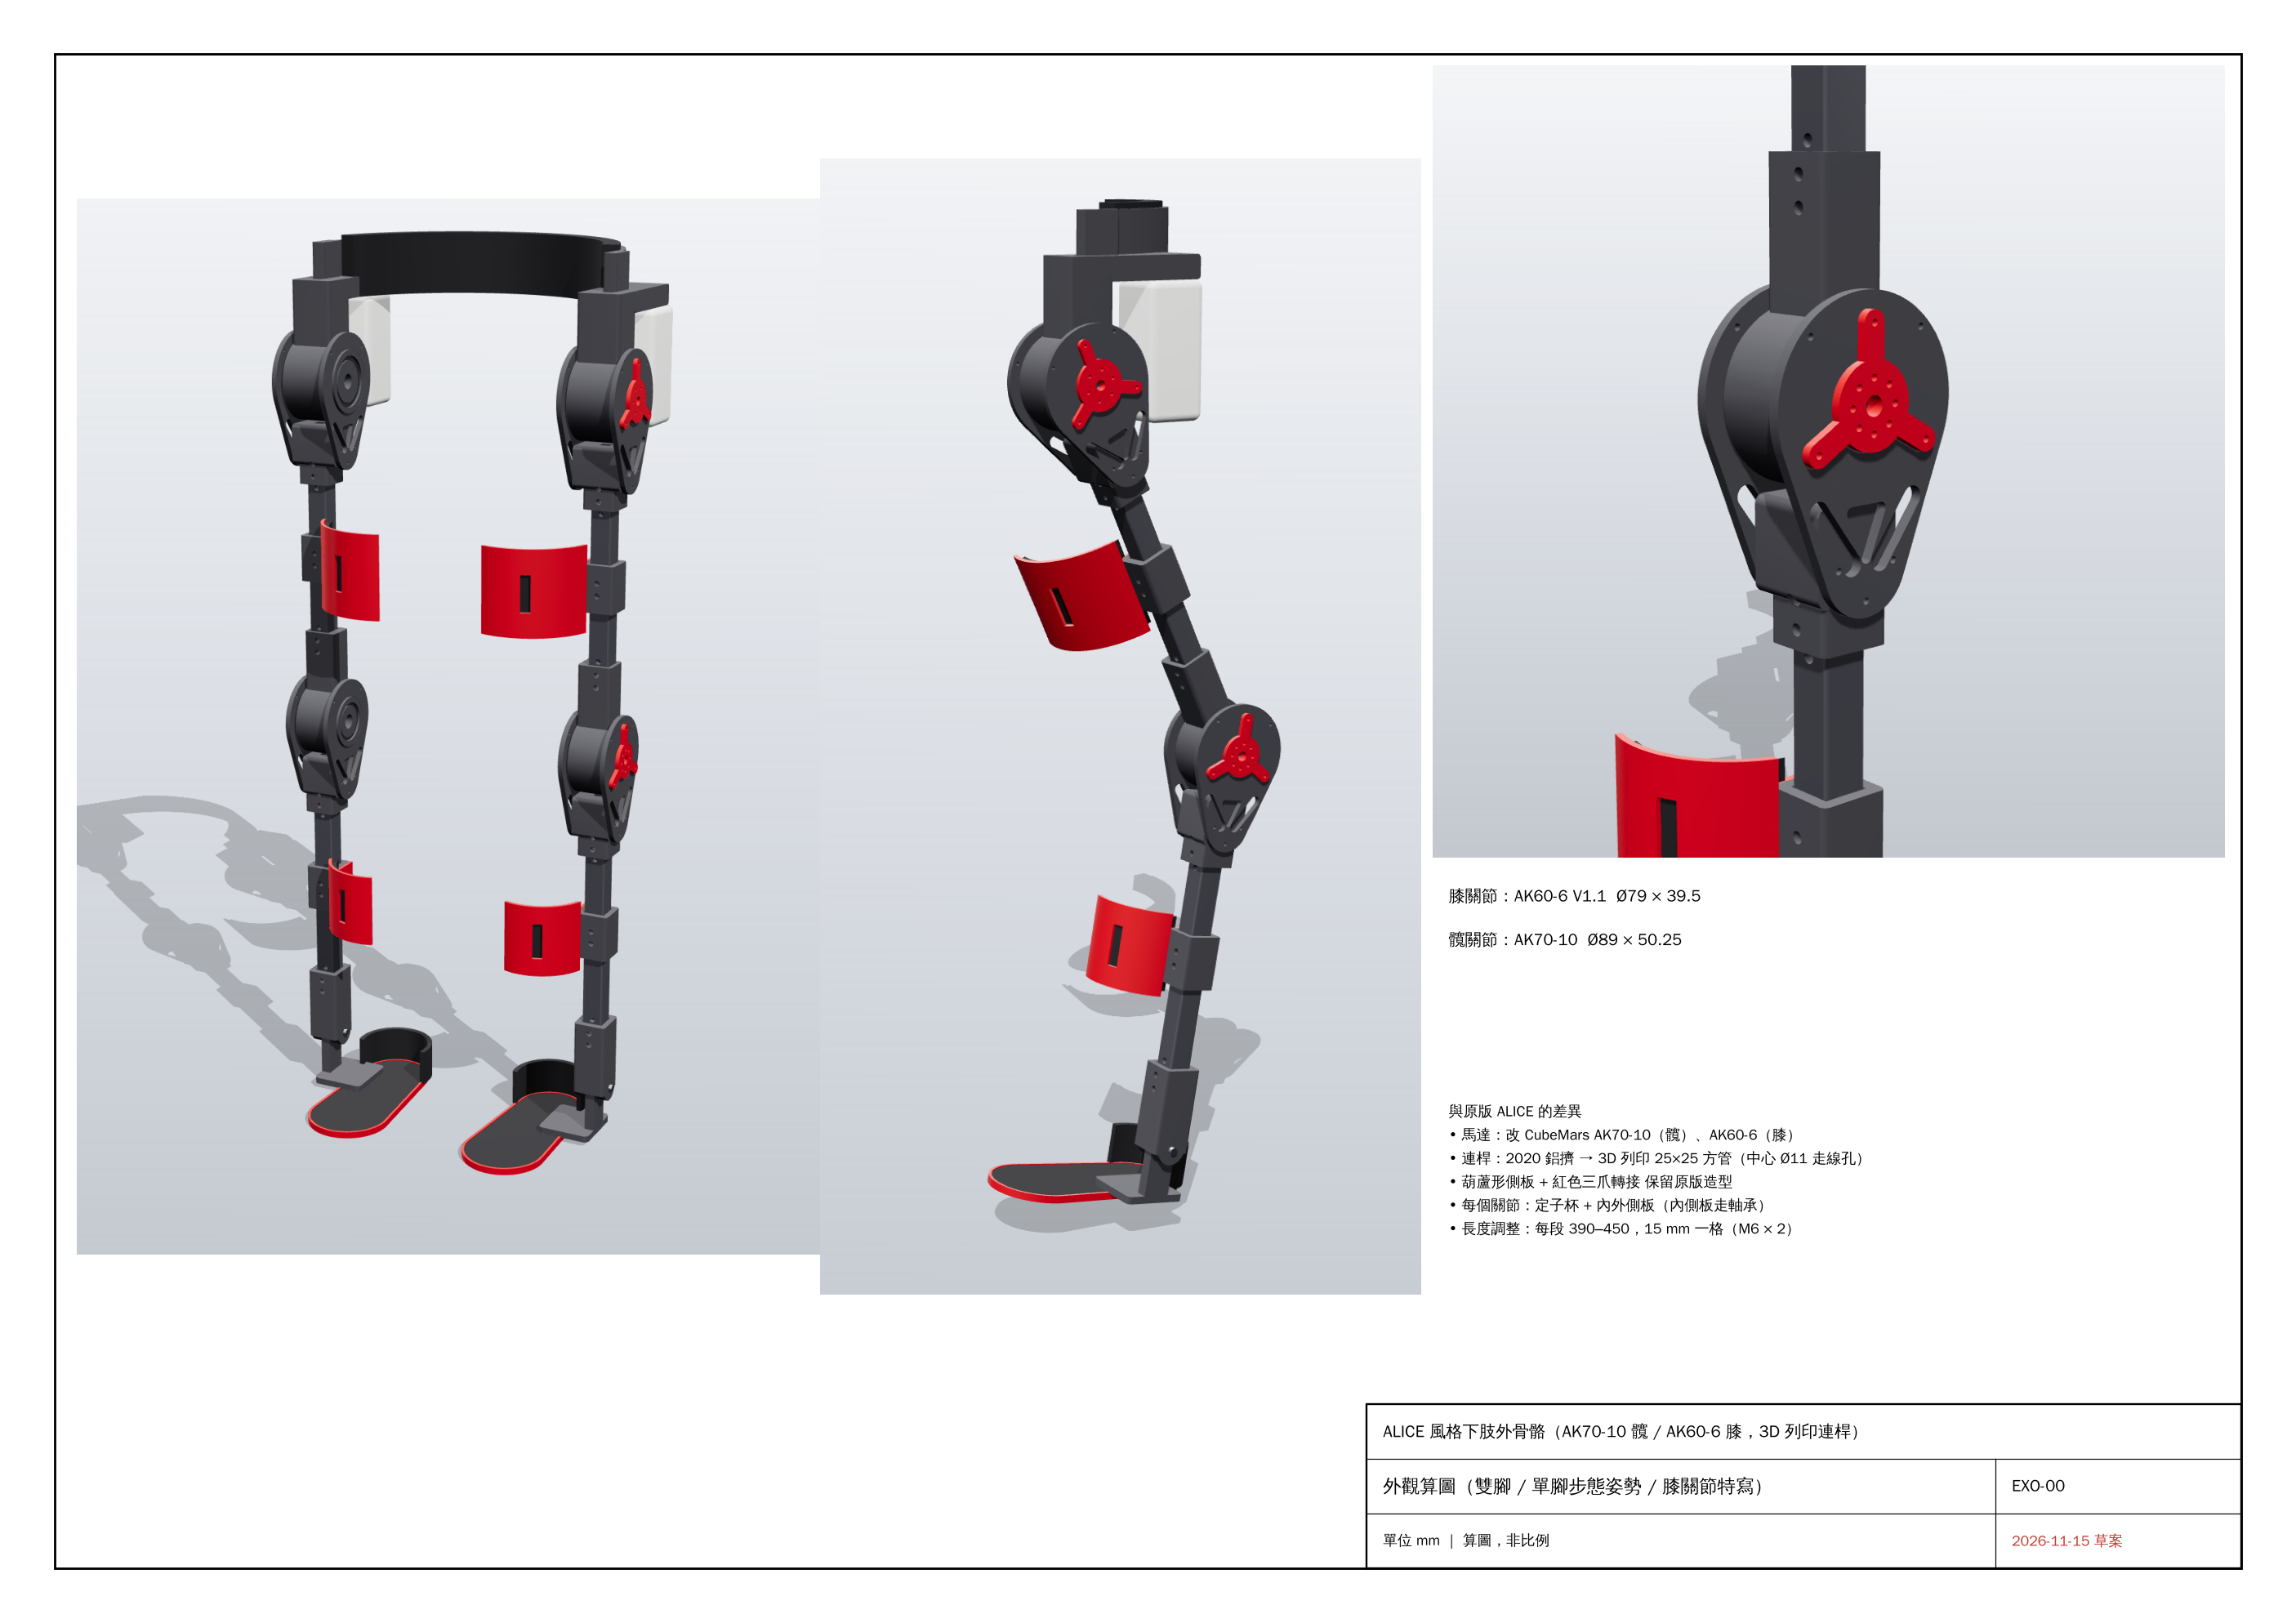 膝關節：AK60-6 V1.1 Ø79 × 39.5
髖關節：AK70-10 Ø89 × 50.25
與原版 ALICE 的差異
• 馬達：改 CubeMars AK70-10（髖）、AK60-6（膝）
• 連桿：2020 鋁擠 → 3D 列印 25×25 方管（中心 Ø11 走線孔）
• 葫蘆形側板 + 紅色三爪轉接 保留原版造型
• 每個關節：定子杯 + 內外側板（內側板走軸承）
• 長度調整：每段 390–450，15 mm 一格（M6 × 2）
ALICE 風格下肢外骨骼（AK70-10 髖 / AK60-6 膝，3D 列印連桿）
外觀算圖（雙腳 / 單腳步態姿勢 / 膝關節特寫）
EXO-00
單位 mm ｜ 算圖，非比例
2026-11-15 草案